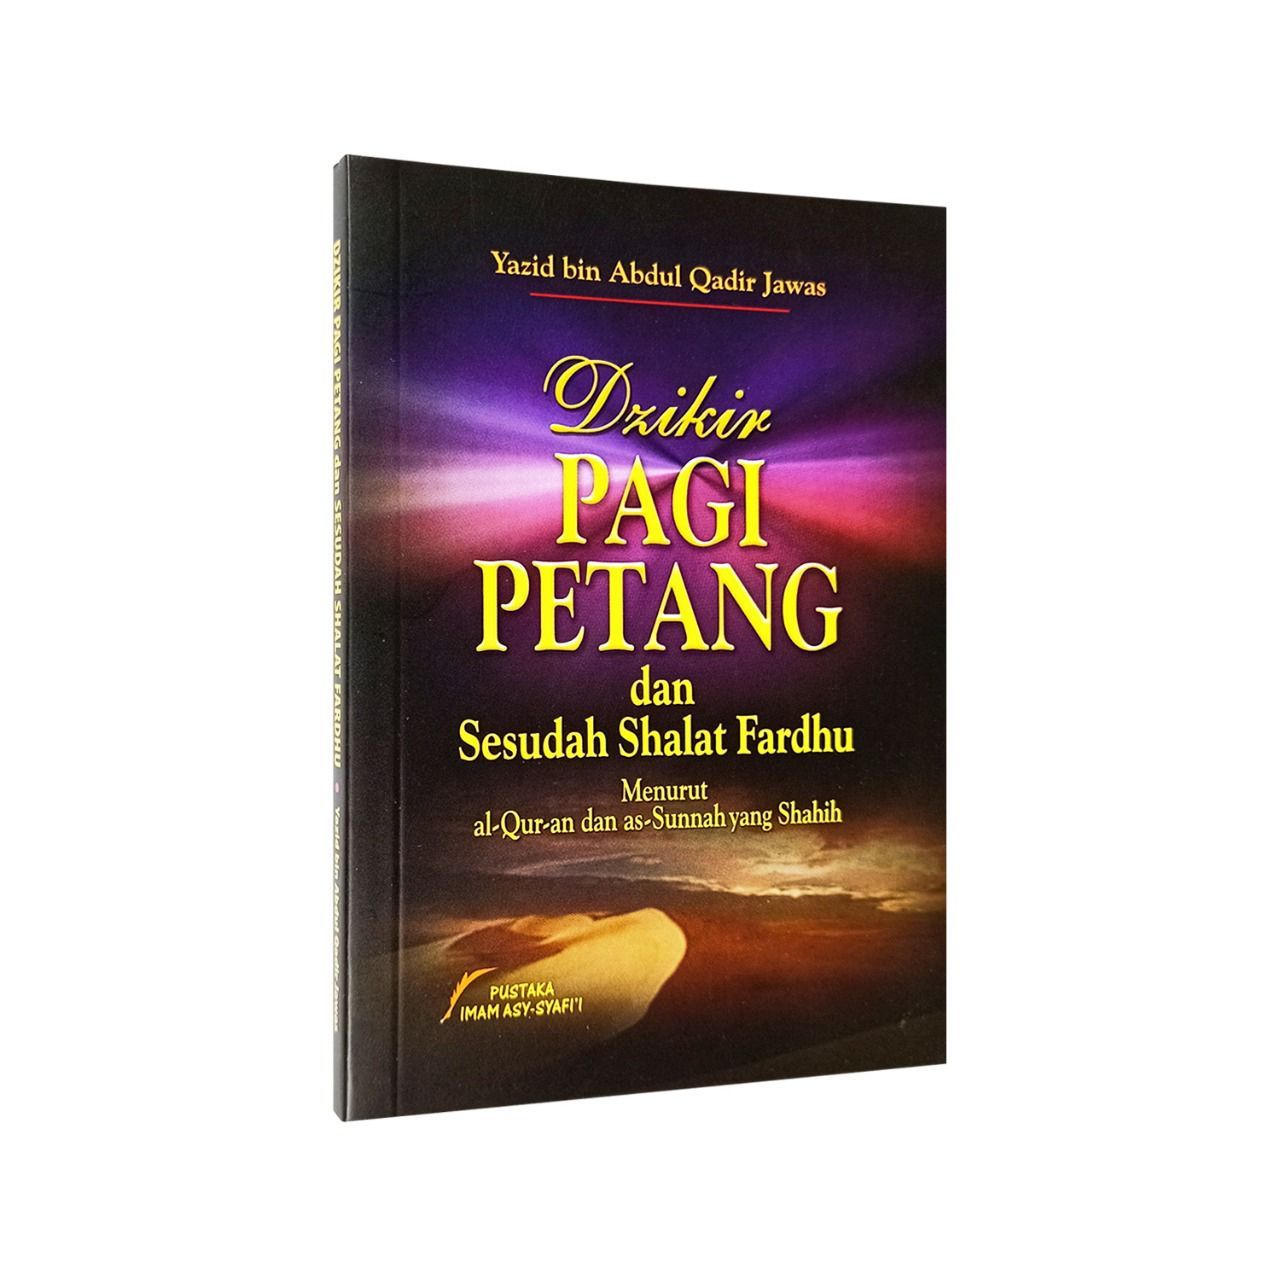 Yazid bin Abdul Qadir Jawas
Dzikir
PAGI
PETANG
dan
Sesudah Shalat Fardhu
Menurut
al-Qur-an dan as-Sunnah yang Shahih
PUSTAKA
IMAM ASY-SYAFI'I
DZIKIR PAGI PETANG dan SESUDAH SHALAT FARDHU • Yazid bin Abdul Qadir Jawas